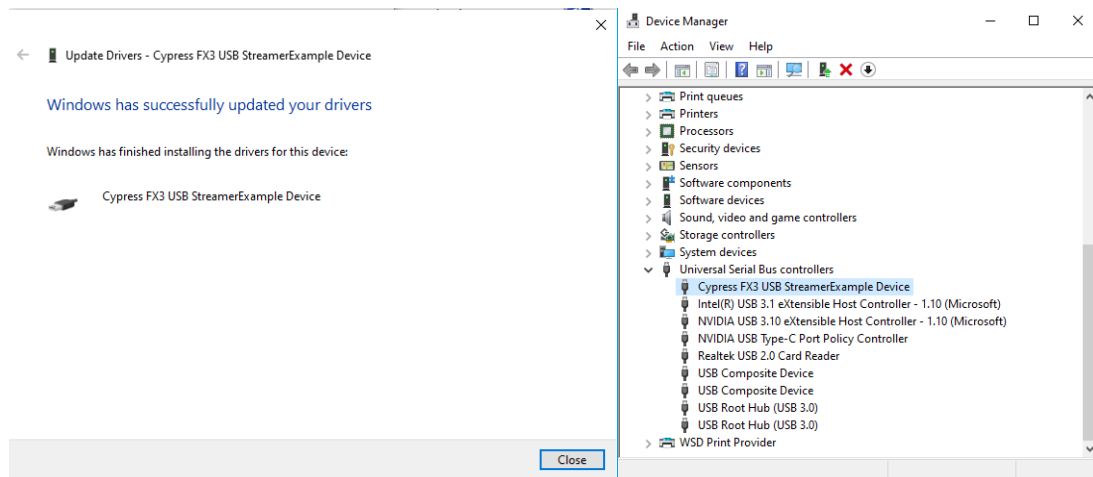 Update Drivers - Cypress FX3 USB StreamerExample Device
Windows has successfully updated your drivers
Windows has finished installing the drivers for this device:
Cypress FX3 USB StreamerExample Device
Close
Device Manager
File Action View Help
Print queues
Printers
Processors
Security devices
Sensors
Software components
Software devices
Sound, video and game controllers
Storage controllers
System devices
Universal Serial Bus controllers
Cypress FX3 USB StreamerExample Device
Intel(R) USB 3.1 eXtensible Host Controller - 1.10 (Microsoft)
NVIDIA USB 3.10 eXtensible Host Controller - 1.10 (Microsoft)
NVIDIA USB Type-C Port Policy Controller
Realtek USB 2.0 Card Reader
USB Composite Device
USB Composite Device
USB Root Hub (USB 3.0)
USB Root Hub (USB 3.0)
WSD Print Provider